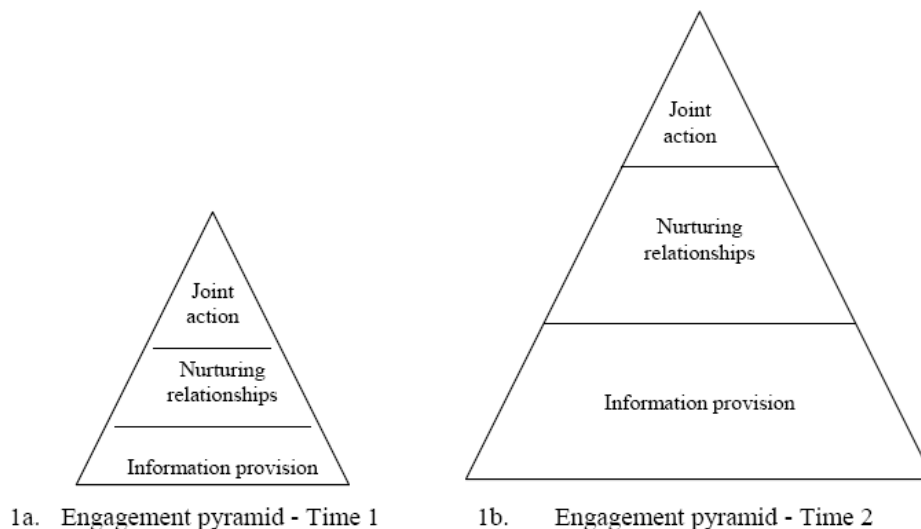 Joint
action
Nurturing
relationships
Information provision
1a. Engagement pyramid - Time 1
Joint
action
Nurturing
relationships
Information provision
1b. Engagement pyramid - Time 2